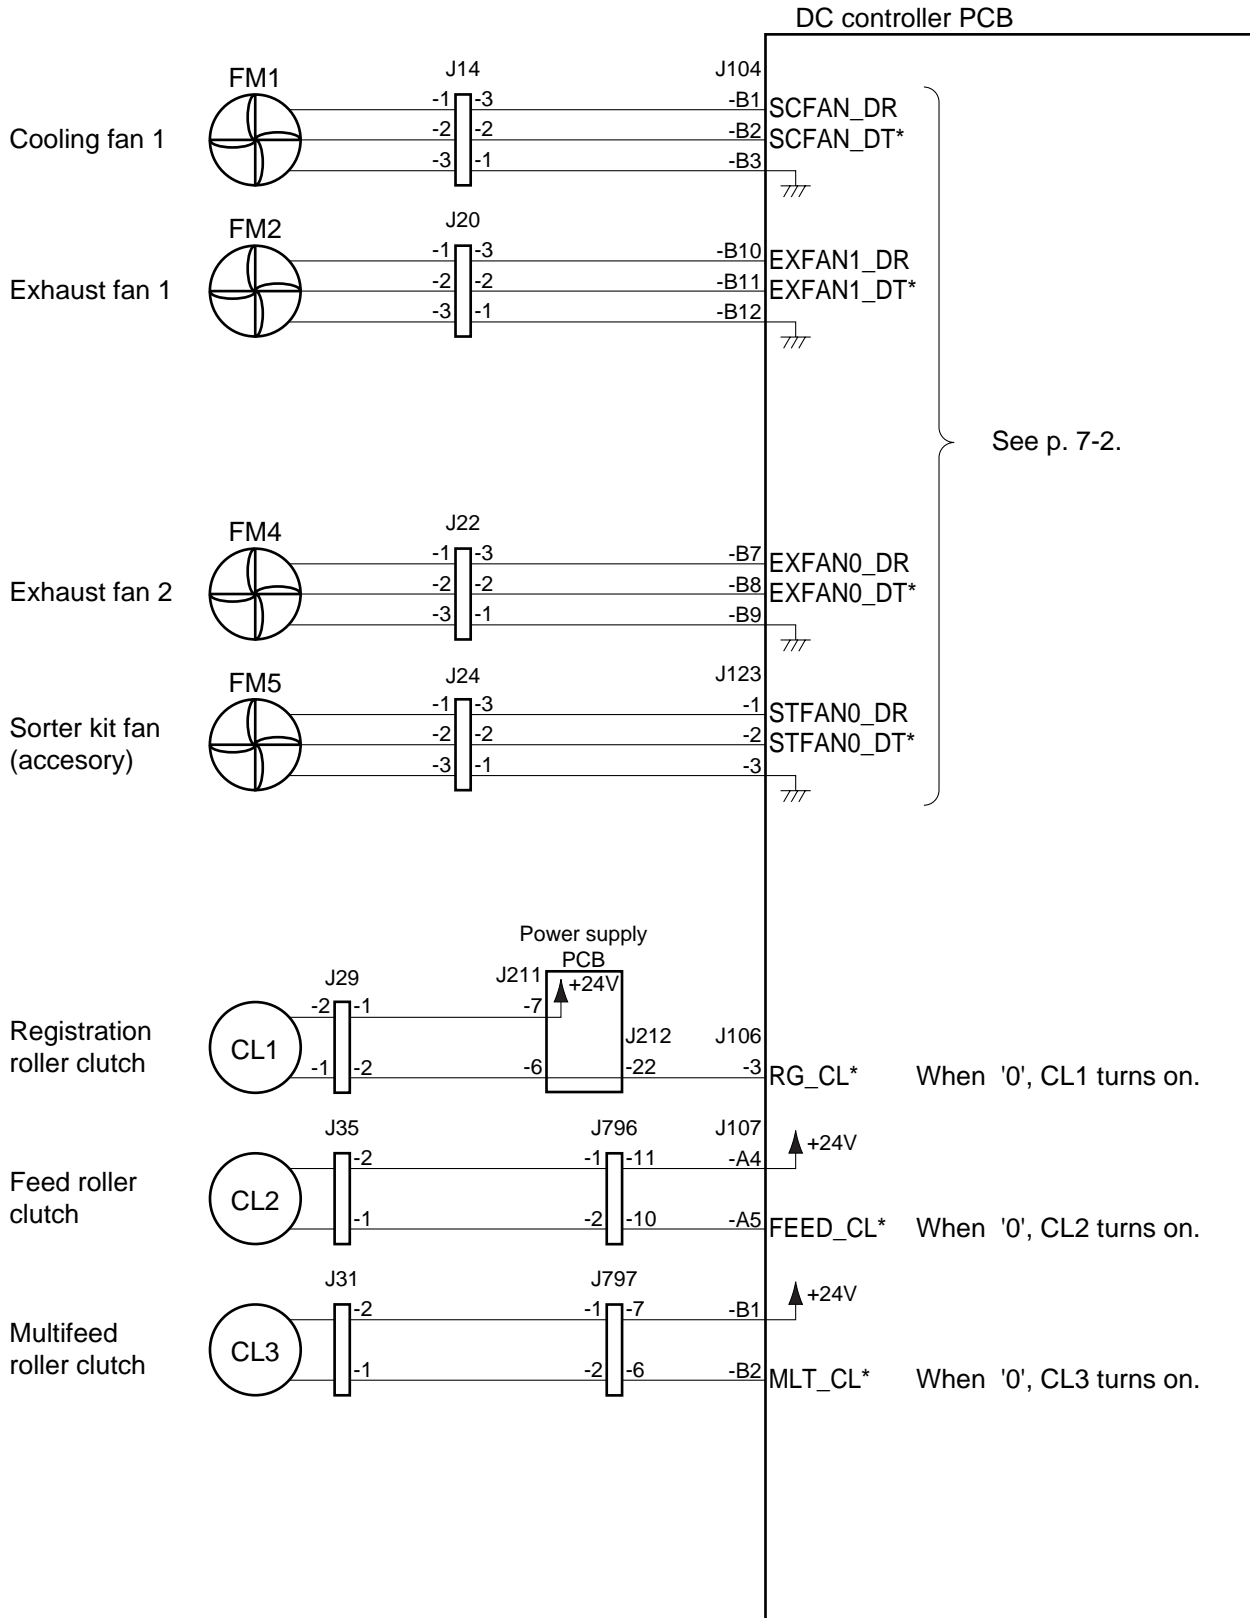 DC controller PCB
FM1 J14 J104
Cooling fan 1
-1 -3 -B1 SCFAN_DR
-2 -2 -B2 SCFAN_DT*
-3 -1 -B3
FM2 J20
Exhaust fan 1
-1 -3 -B10 EXFAN1_DR
-2 -2 -B11 EXFAN1_DT*
-3 -1 -B12
See p. 7-2.
FM4 J22
Exhaust fan 2
-1 -3 -B7 EXFAN0_DR
-2 -2 -B8 EXFAN0_DT*
-3 -1 -B9
FM5 J24 J123
Sorter kit fan
(accesory)
-1 -3 -1 STFAN0_DR
-2 -2 -2 STFAN0_DT*
-3 -1 -3
Power supply
PCB
J29 J211 +24V
-2 -1 -7
Registration
roller clutch
CL1
J212 J106
-1 -2 -6 -22 -3 RG_CL* When '0', CL1 turns on.
J35 J796 J107
-2 -1 -11 -A4 +24V
Feed roller
clutch
CL2
-1 -2 -10 -A5 FEED_CL* When '0', CL2 turns on.
J31 J797
-2 -1 -7 -B1 +24V
Multifeed
roller clutch
CL3
-1 -2 -6 -B2 MLT_CL* When '0', CL3 turns on.